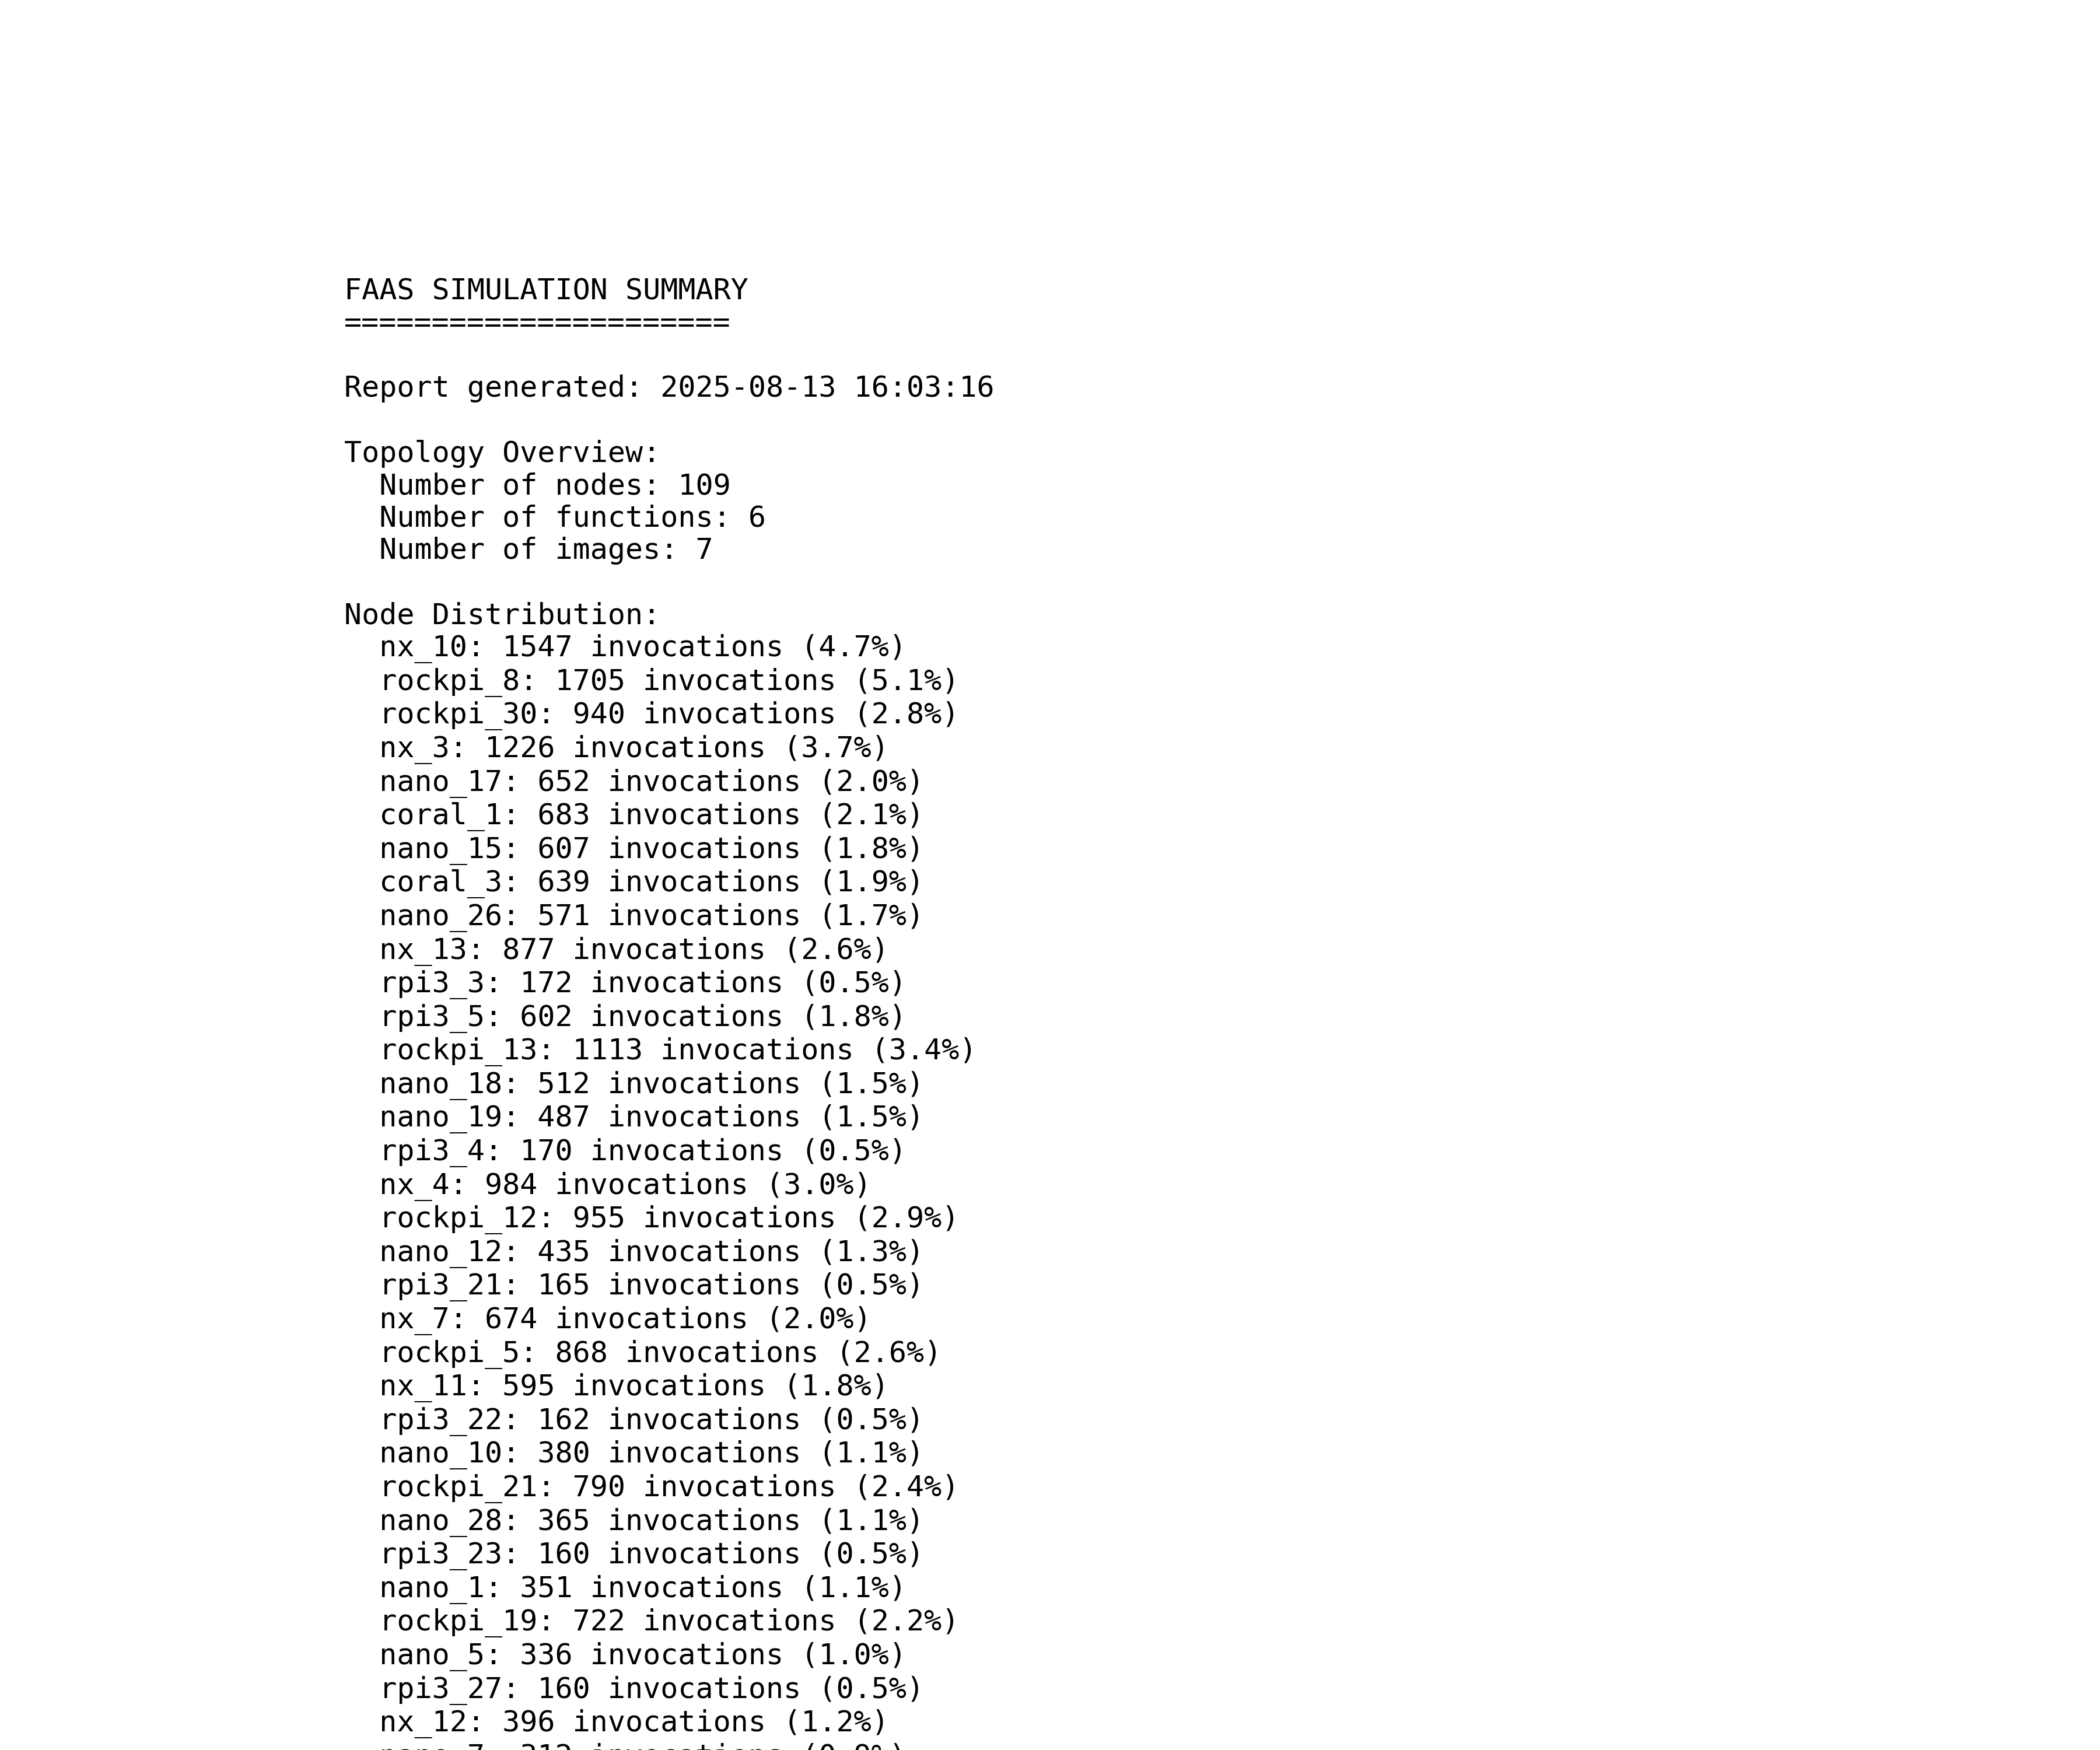 FAAS SIMULATION SUMMARY
======================
Report generated: 2025-08-13 16:03:16
Topology Overview:
Number of nodes: 109
Number of functions: 6
Number of images: 7
Node Distribution:
nx_10: 1547 invocations (4.7%)
rockpi_8: 1705 invocations (5.1%)
rockpi_30: 940 invocations (2.8%)
nx_3: 1226 invocations (3.7%)
nano_17: 652 invocations (2.0%)
coral_1: 683 invocations (2.1%)
nano_15: 607 invocations (1.8%)
coral_3: 639 invocations (1.9%)
nano_26: 571 invocations (1.7%)
nx_13: 877 invocations (2.6%)
rpi3_3: 172 invocations (0.5%)
rpi3_5: 602 invocations (1.8%)
rockpi_13: 1113 invocations (3.4%)
nano_18: 512 invocations (1.5%)
nano_19: 487 invocations (1.5%)
rpi3_4: 170 invocations (0.5%)
nx_4: 984 invocations (3.0%)
rockpi_12: 955 invocations (2.9%)
nano_12: 435 invocations (1.3%)
rpi3_21: 165 invocations (0.5%)
nx_7: 674 invocations (2.0%)
rockpi_5: 868 invocations (2.6%)
nx_11: 595 invocations (1.8%)
rpi3_22: 162 invocations (0.5%)
nano_10: 380 invocations (1.1%)
rockpi_21: 790 invocations (2.4%)
nano_28: 365 invocations (1.1%)
rpi3_23: 160 invocations (0.5%)
nano_1: 351 invocations (1.1%)
rockpi_19: 722 invocations (2.2%)
nano_5: 336 invocations (1.0%)
rpi3_27: 160 invocations (0.5%)
nx_12: 396 invocations (1.2%)